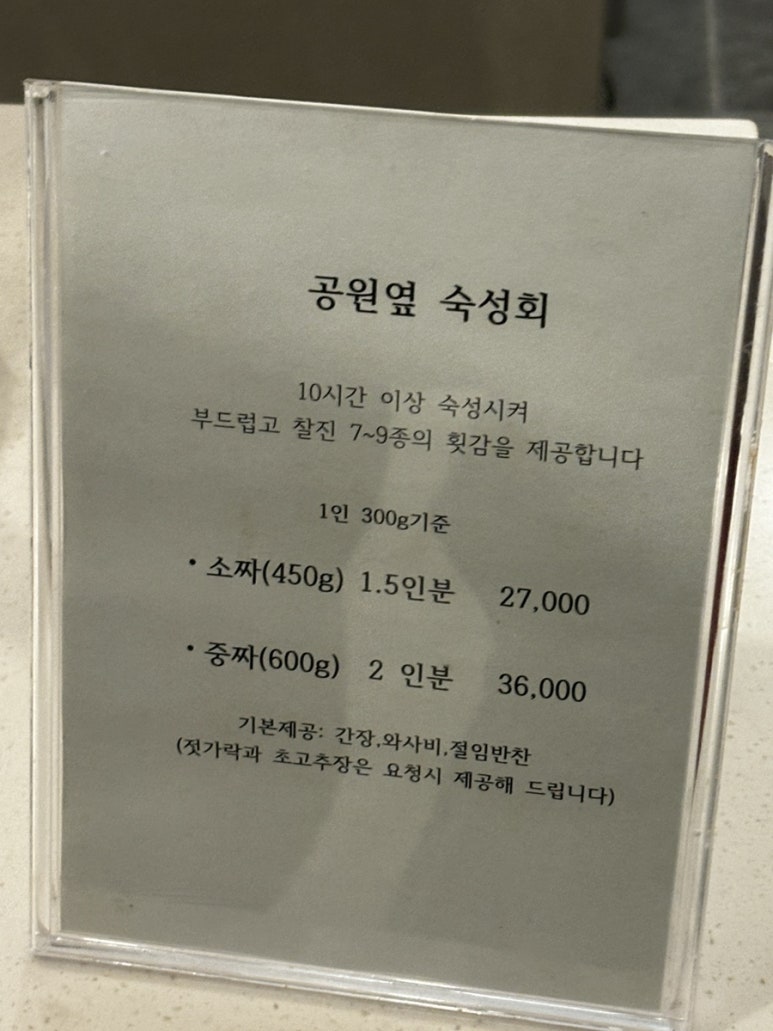 공원옆 숙성회
10시간 이상 숙성시켜
부드럽고 찰진 7~9종의 횟감을 제공합니다
1인 300g기준
• 소짜(450g) 1.5인분 27,000
• 중짜(600g) 2 인분 36,000
기본제공: 간장,와사비,절임반찬
(젓가락과 초고추장은 요청시 제공해 드립니다)